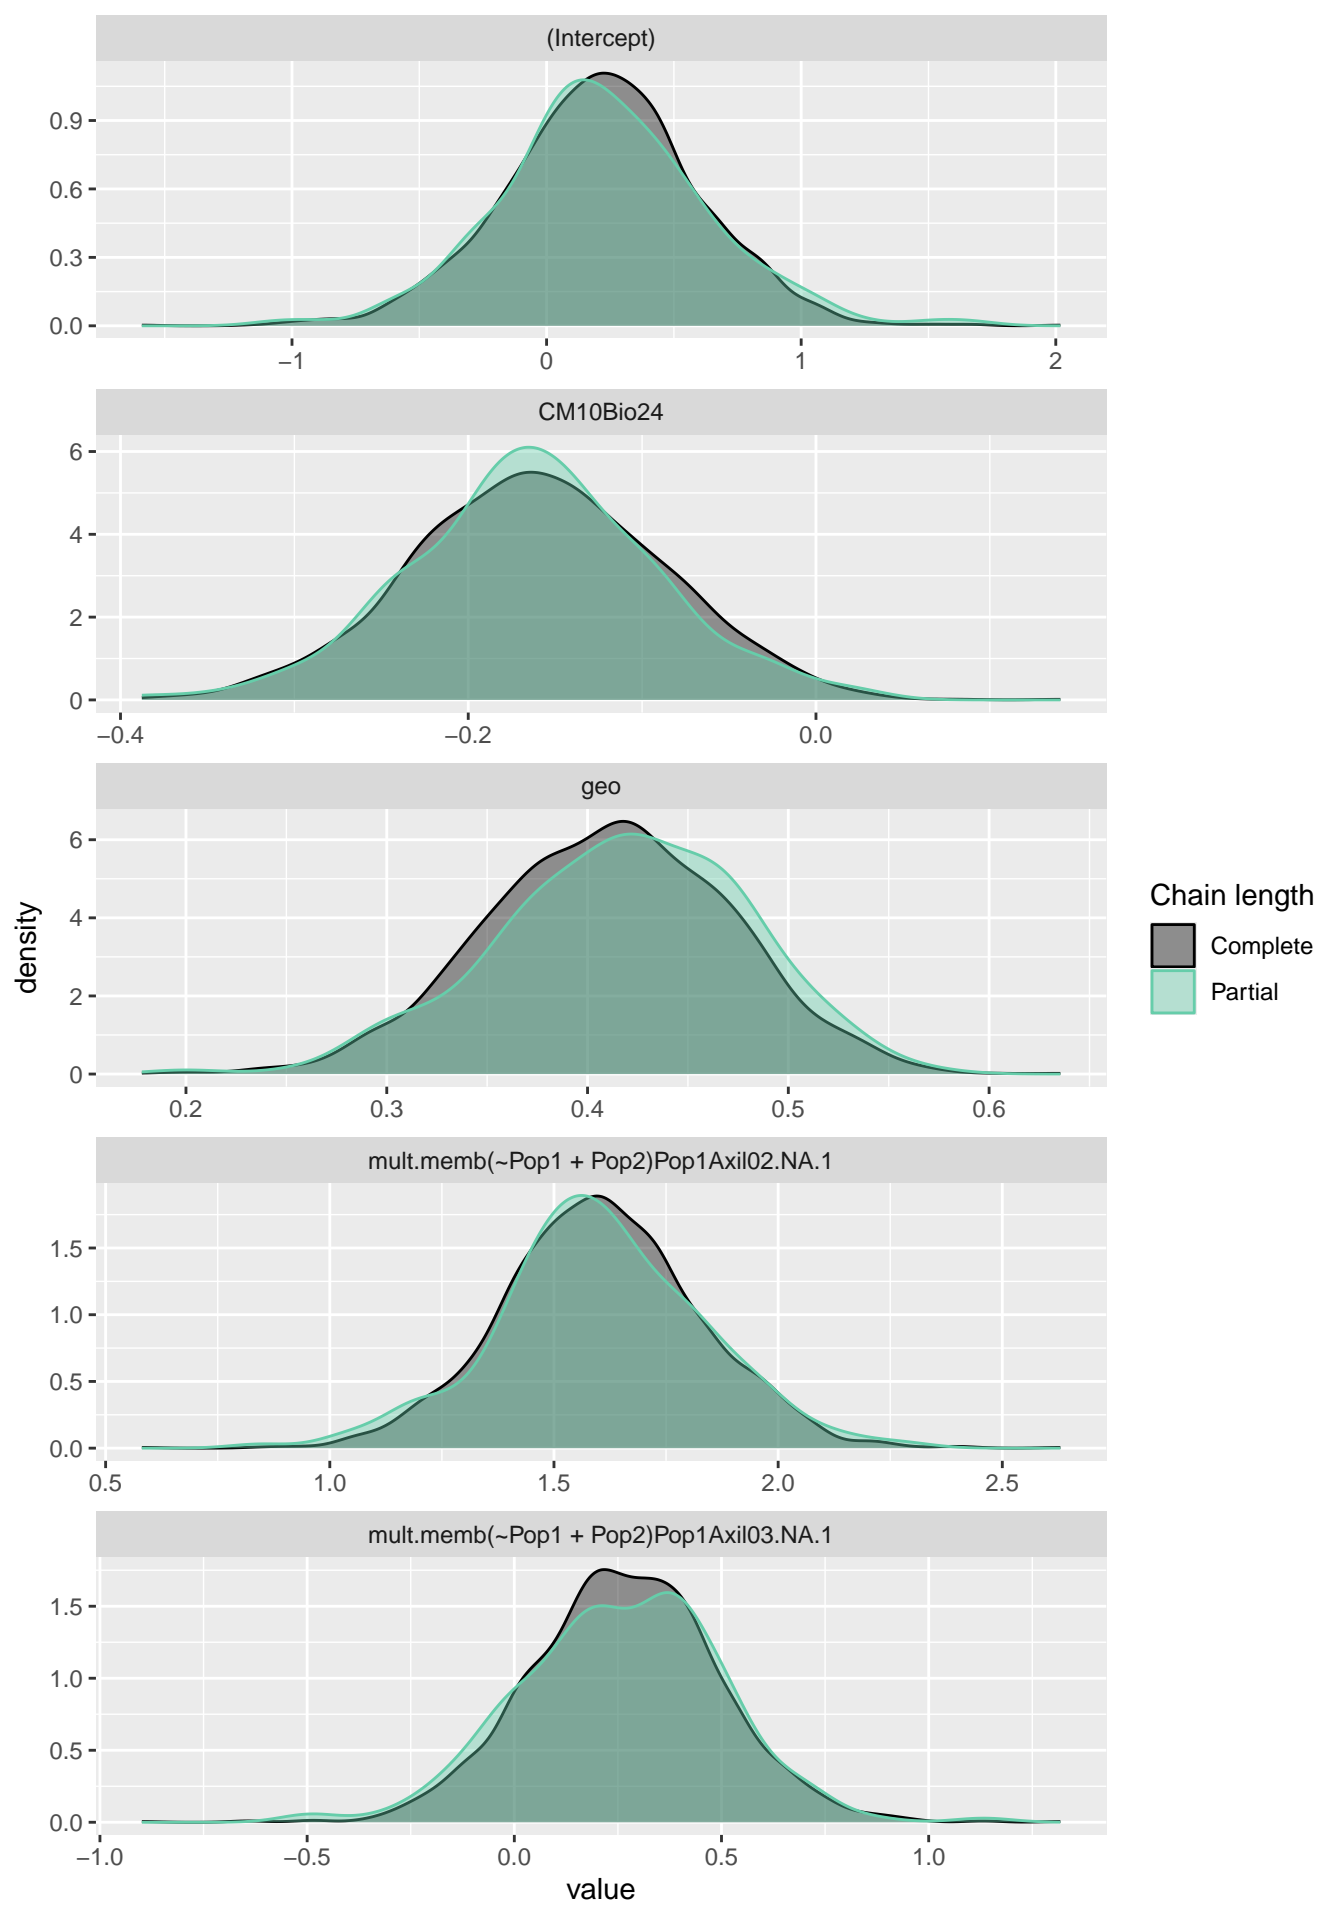 (Intercept)
0.9
0.6
0.3
0.0
−1 0 1 2
CM10Bio24
6
4
2
0
−0.4 −0.2 0.0
geo
6
4
2
0
0.2 0.3 0.4 0.5 0.6
mult.memb(~Pop1 + Pop2)Pop1Axil02.NA.1
1.5
1.0
0.5
0.0
0.5 1.0 1.5 2.0 2.5
mult.memb(~Pop1 + Pop2)Pop1Axil03.NA.1
1.5
1.0
0.5
0.0
−1.0 −0.5 0.0 0.5 1.0
value
density
Chain length
Complete
Partial